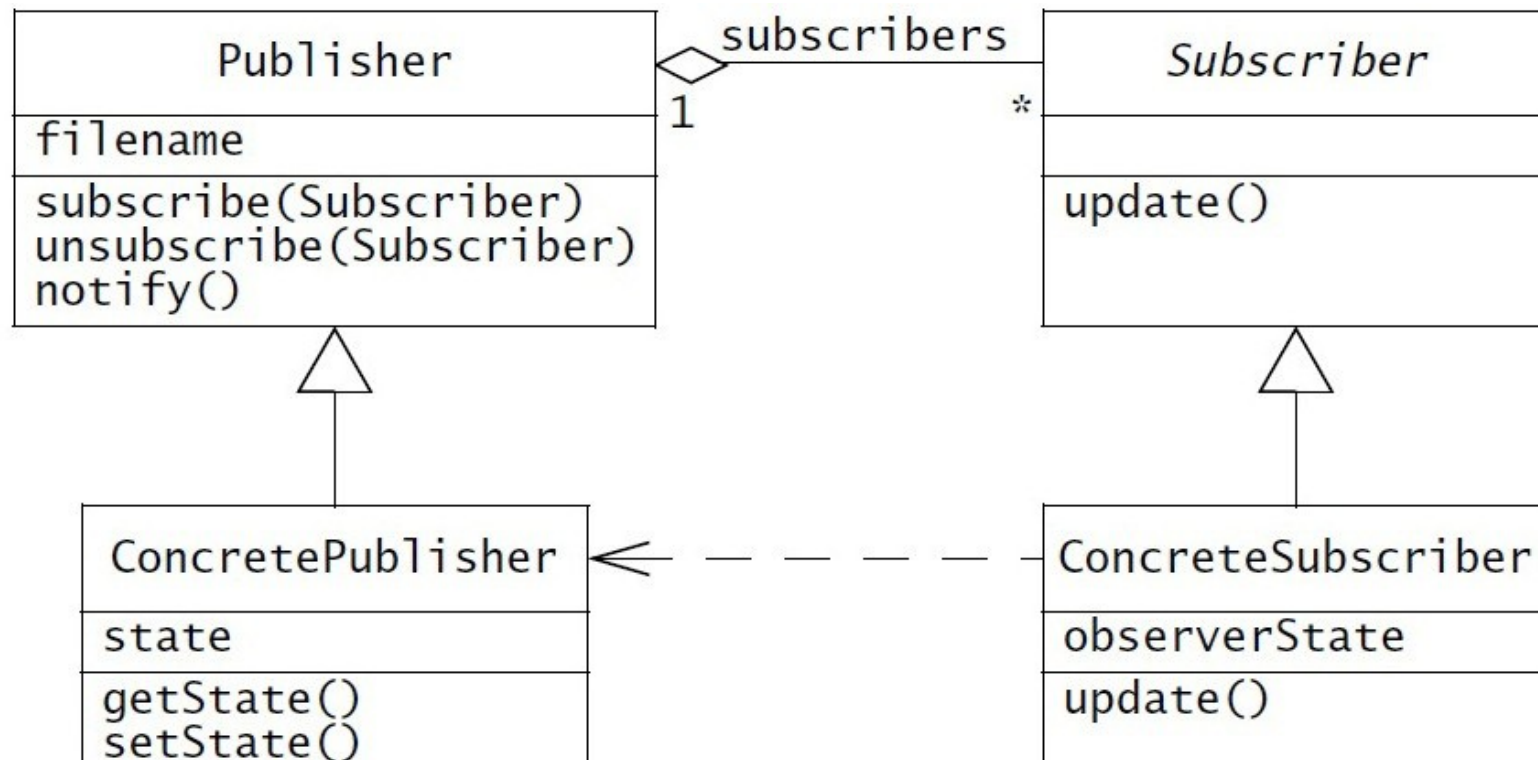 Publisher
filename
subscribe(Subscriber)
unsubscribe(Subscriber)
notify()
subscribers
1
*
Subscriber
update()
ConcretePublisher
state
getState()
setState()
ConcreteSubscriber
observerState
update()